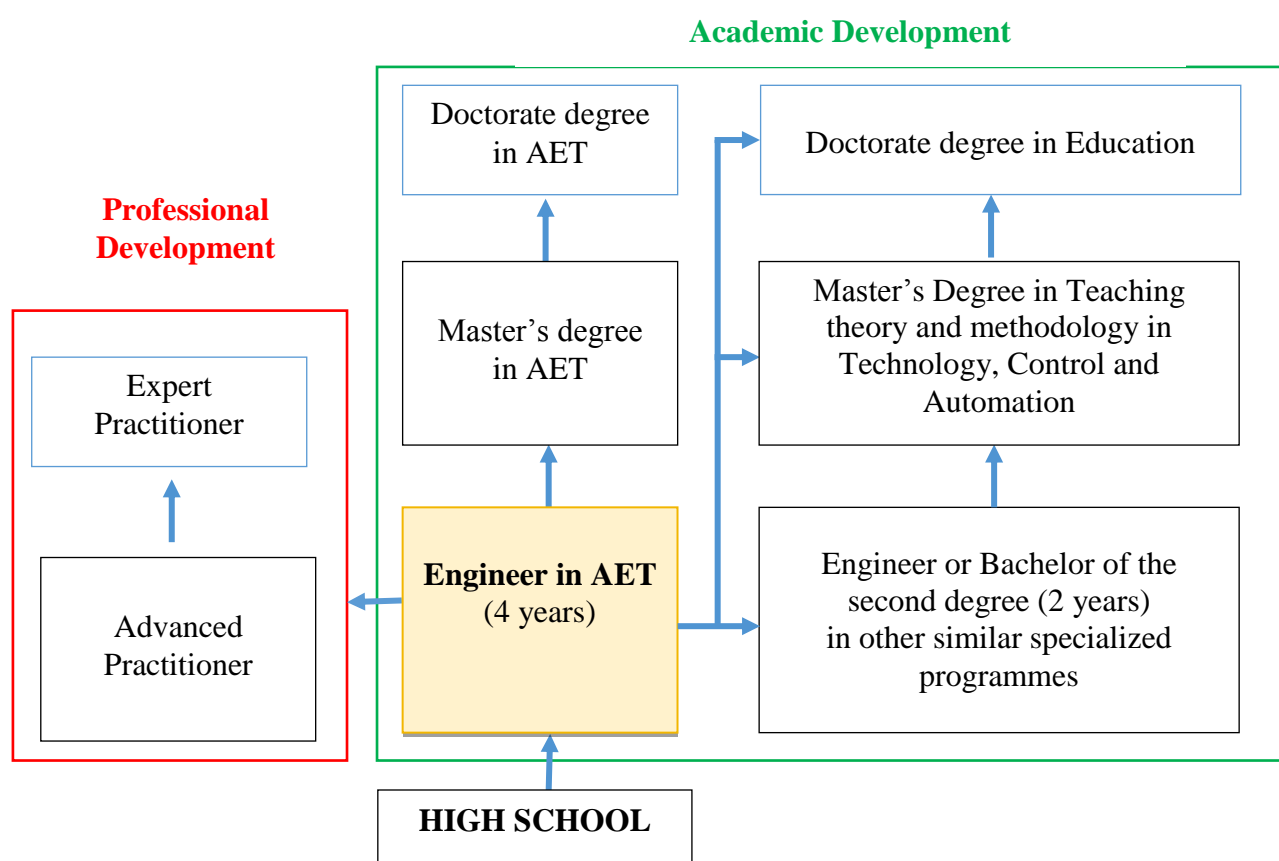 Academic Development
Doctorate degree
in AET
Doctorate degree in Education
Professional
Development
Master's degree
in AET
Master's Degree in Teaching
theory and methodology in
Technology, Control and
Automation
Expert
Practitioner
Engineer in AET
(4 years)
Engineer or Bachelor of the
second degree (2 years)
in other similar specialized
programmes
Advanced
Practitioner
HIGH SCHOOL